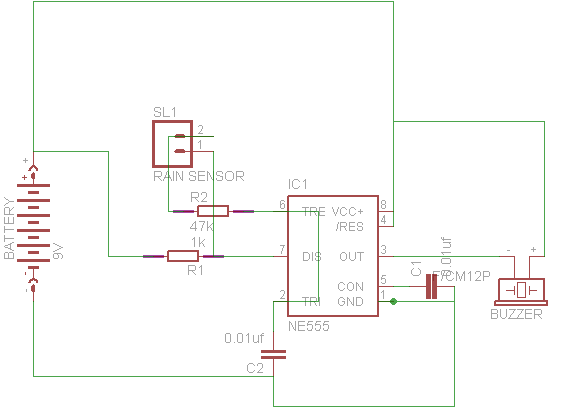 SL1
2
1
RAIN SENSOR
+
+
BATTERY
9V
-
-
R2
47k
1k
R1
IC1
6
TRE
VCC+
8
/RES
4
7
DIS
OUT
3
CON
5
2
TRI
GND
1
NE555
C1
0.01uf
F/CM12P
-
+
BUZZER
0.01uf
C2